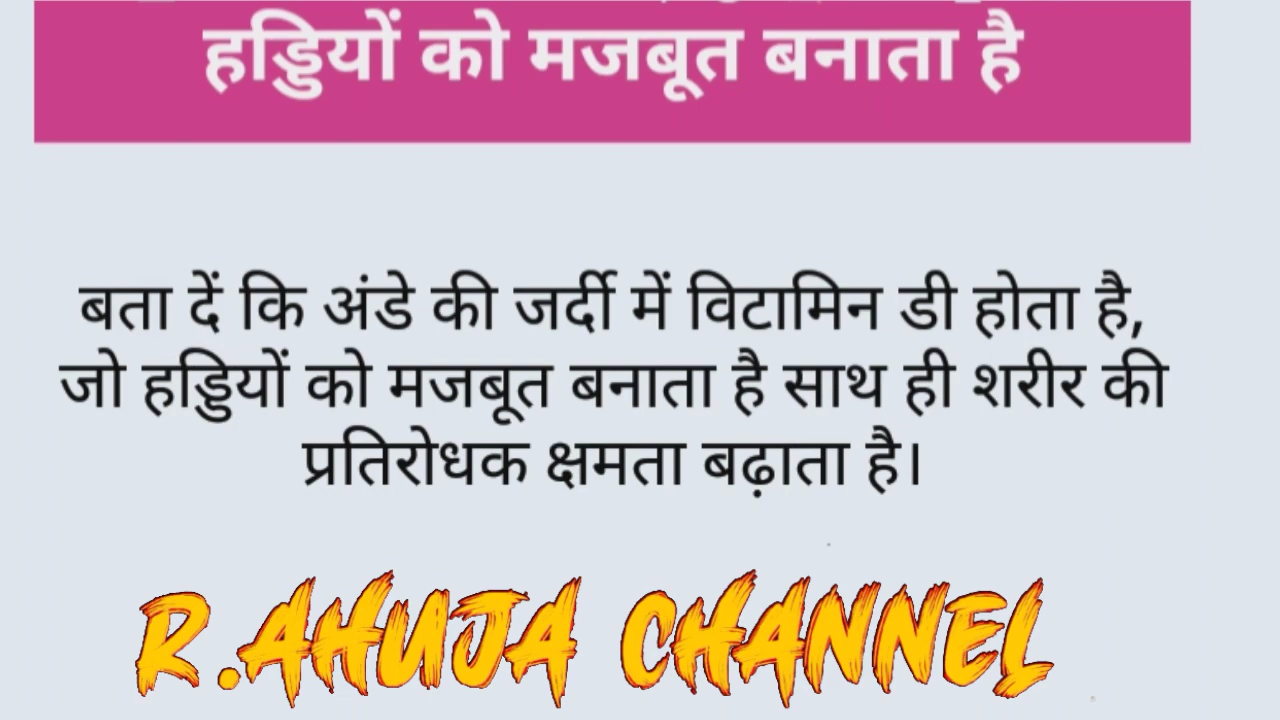 हड्डियों को मजबूत बनाता है
बता दें कि अंडे की जर्दी में विटामिन डी होता है,
जो हड्डियों को मजबूत बनाता है साथ ही शरीर की
प्रतिरोधक क्षमता बढ़ाता है।
R.AHUJA CHANNEL